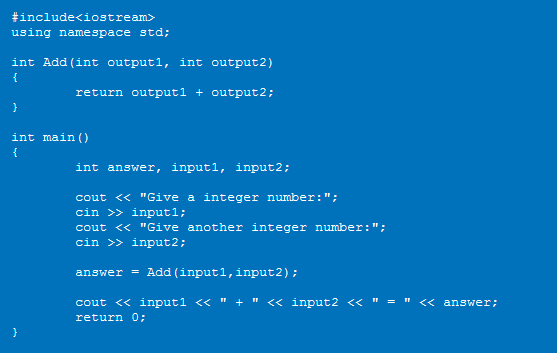 #include<iostream>
using namespace std;
int Add(int output1, int output2)
{
return output1 + output2;
}
int main()
{
int answer, input1, input2;
cout << "Give a integer number:";
cin >> input1;
cout << "Give another integer number:";
cin >> input2;
answer = Add(input1,input2);
cout << input1 << " + " << input2 << " = " << answer;
return 0;
}